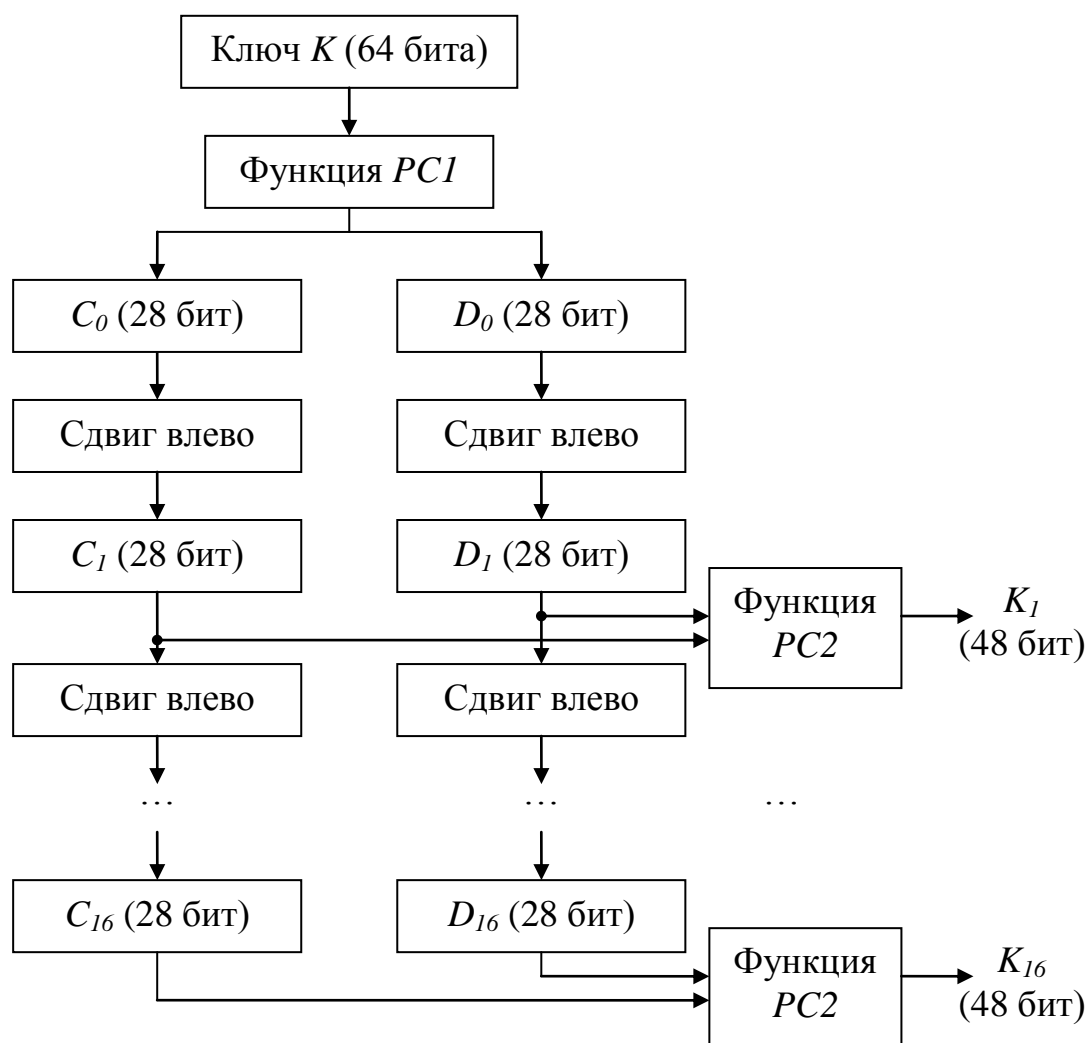 Ключ K (64 бита)
Функция PC1
C0 (28 бит)
D0 (28 бит)
Сдвиг влево
Сдвиг влево
C1 (28 бит)
D1 (28 бит)
Функция
PC2
K1
(48 бит)
Сдвиг влево
Сдвиг влево
...
...
...
C16 (28 бит)
D16 (28 бит)
Функция
PC2
K16
(48 бит)